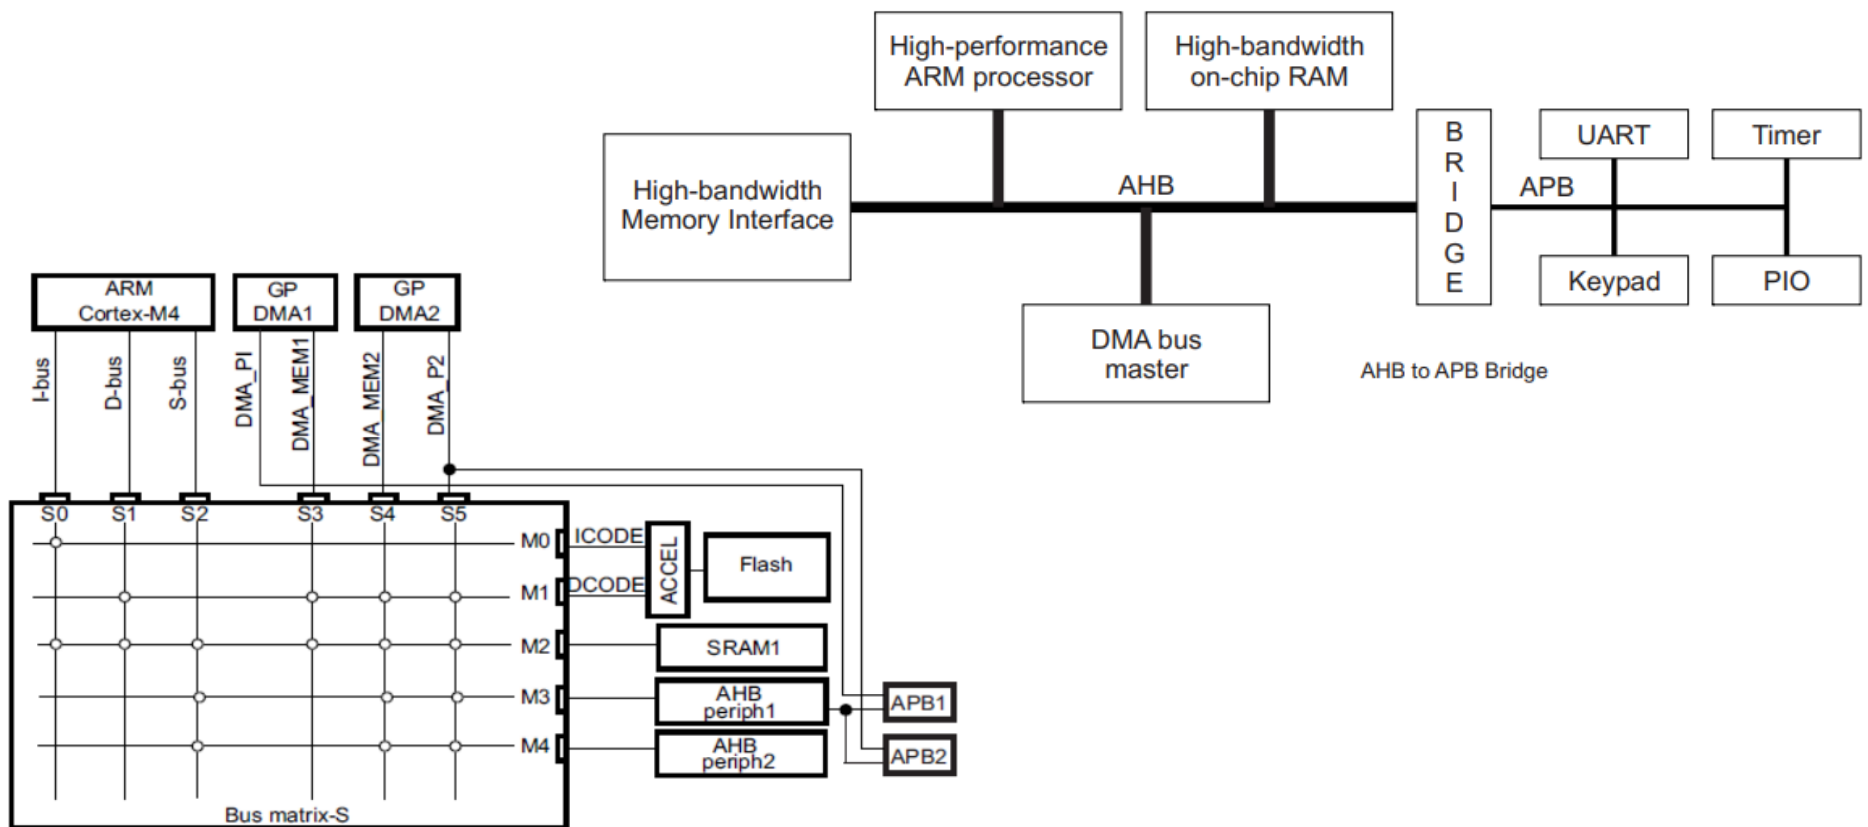 High-performance
ARM processor
High-bandwidth
on-chip RAM
High-bandwidth
Memory Interface
AHB
B
R
I
D
G
E
APB
UART
Timer
Keypad
PIO
DMA bus
master
AHB to APB Bridge
ARM
Cortex-M4
GP
DMA1
GP
DMA2
I-bus
D-bus
S-bus
DMA_PI
DMA_MEM1
DMA_MEM2
DMA_P2
S0
S1
S2
S3
S4
S5
M0
ICODE
M1
DCODE
ACCEL
Flash
M2
SRAM1
M3
AHB
periph1
APB1
M4
AHB
periph2
APB2
Bus matrix-S